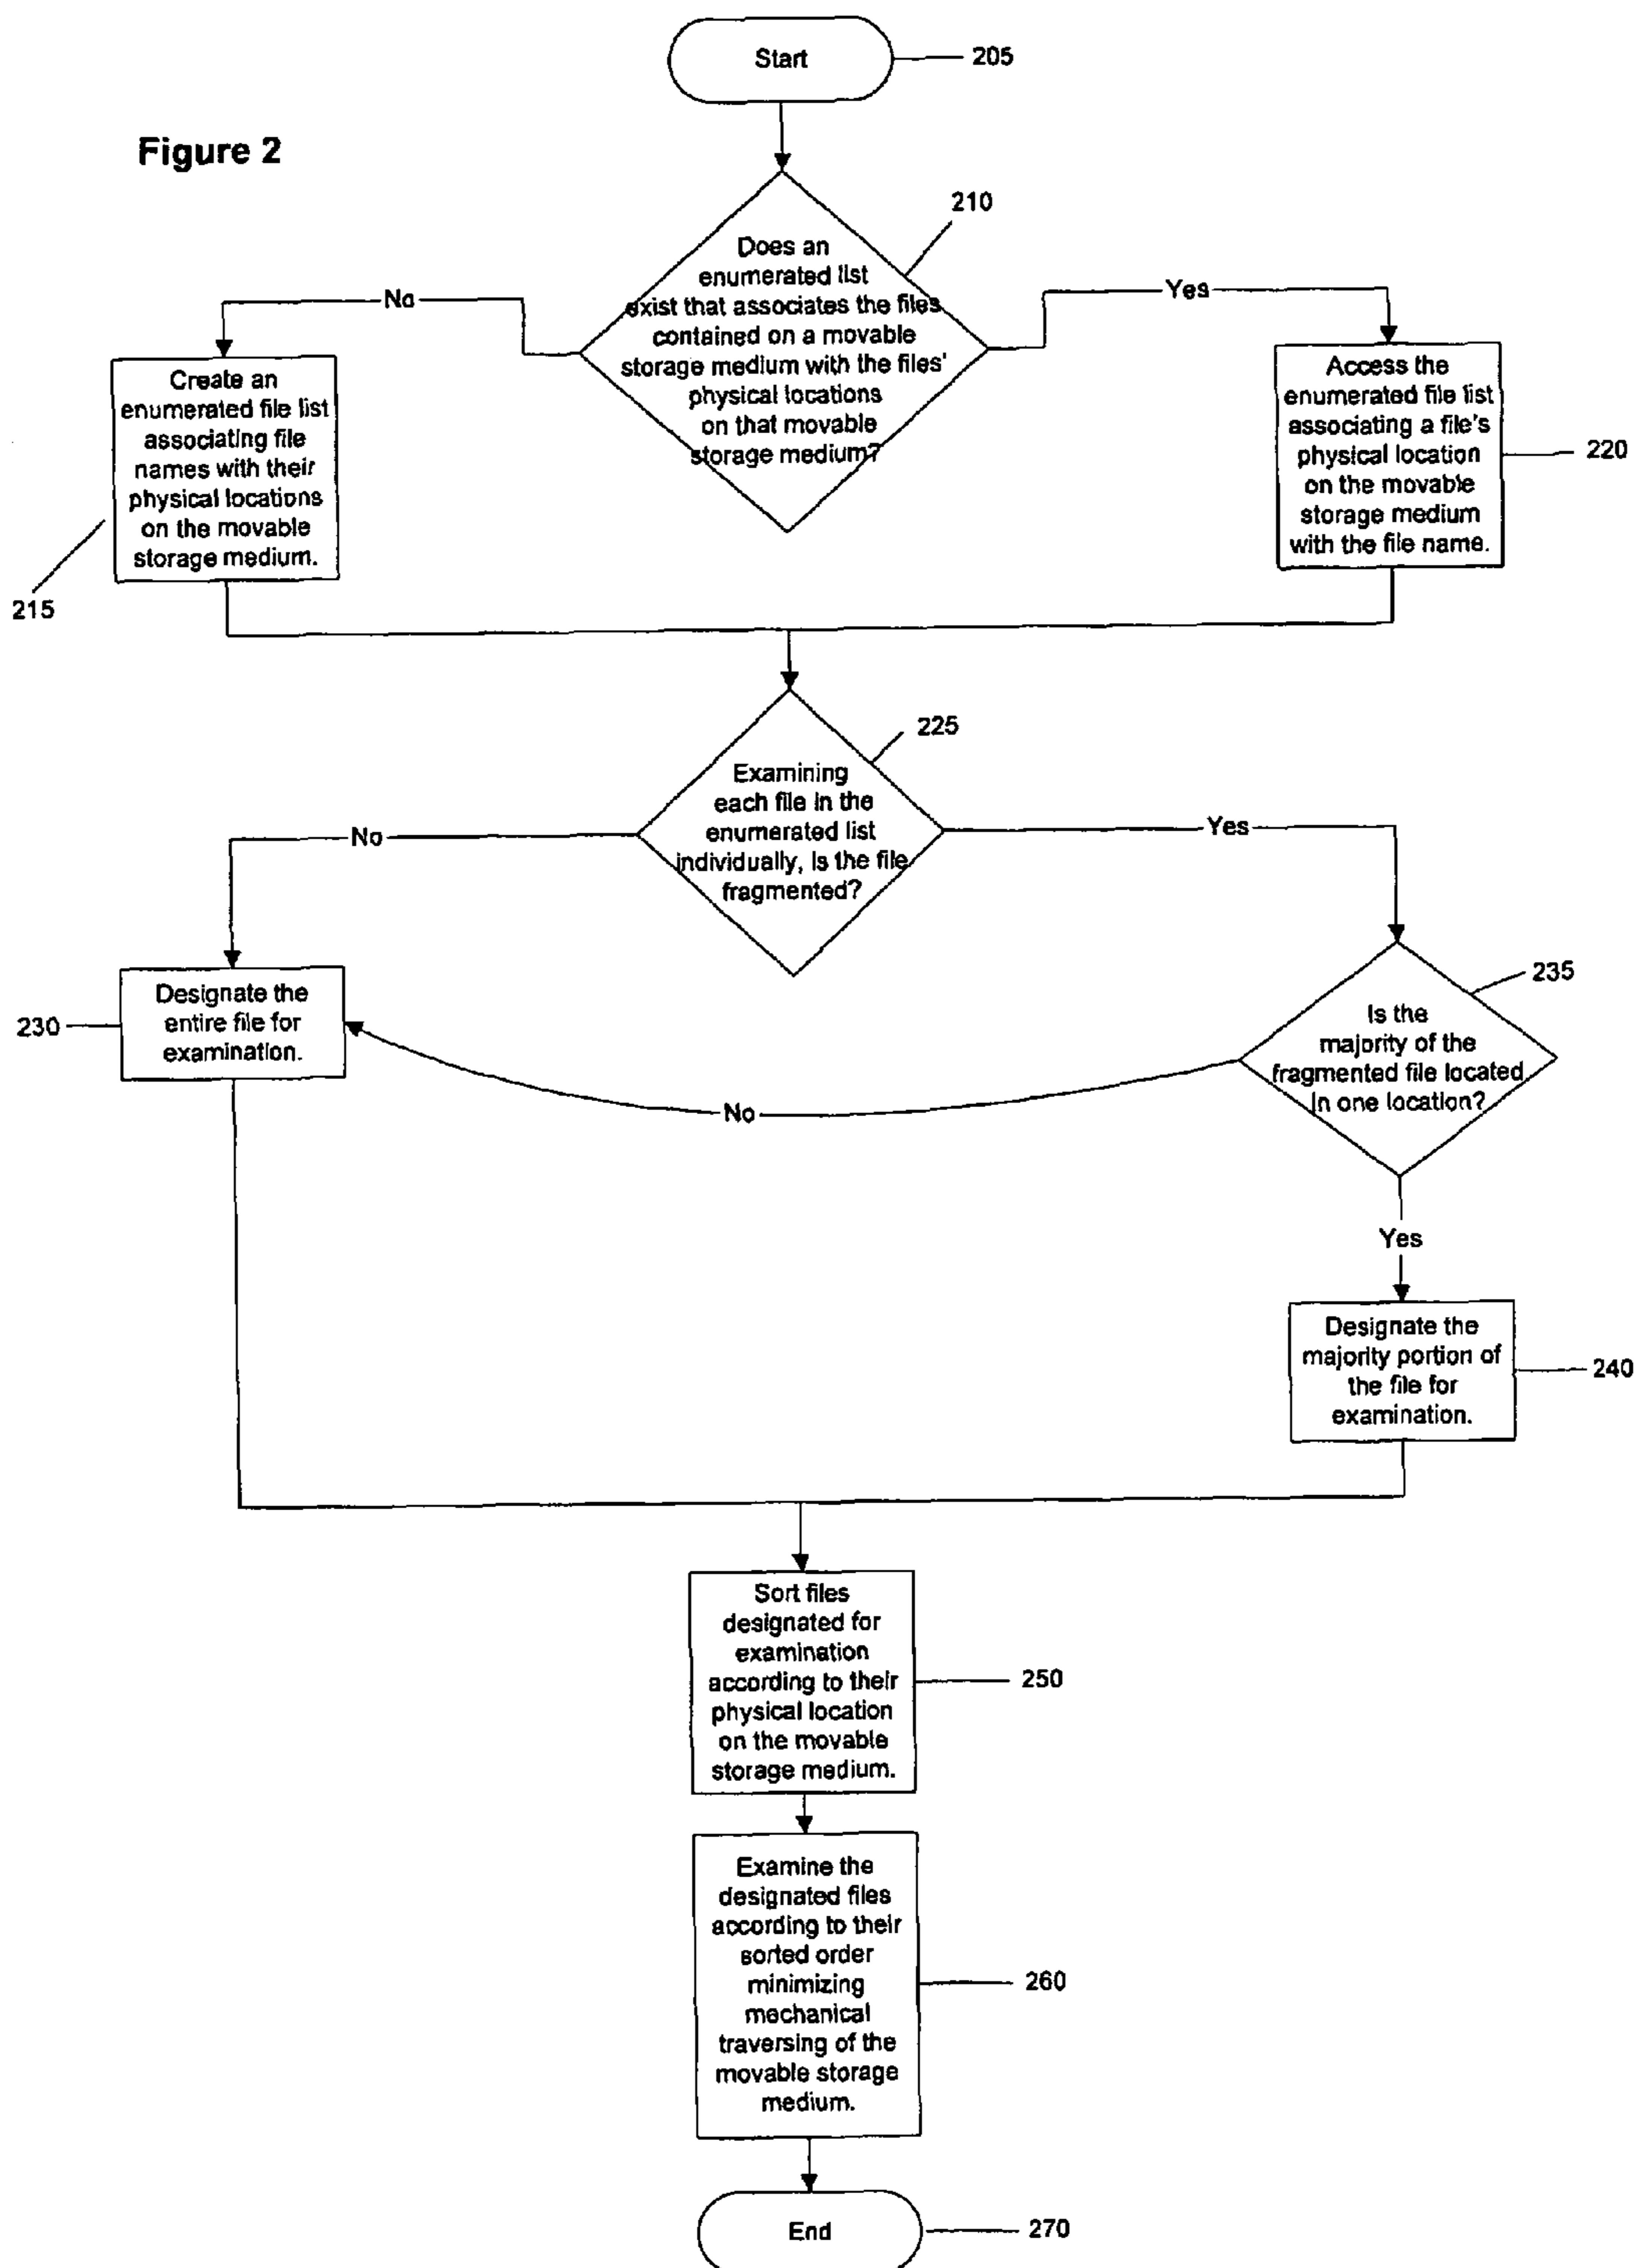 Start
205
Figure 2
210
Does an
enumerated list
exist that associates the files
contained on a movable
storage medium with the files'
physical locations
on that movable
storage medium?
No
Yes
Create an
enumerated file list
associating file
names with their
physical locations
on the movable
storage medium.
215
Access the
enumerated file list
associating a file's
physical location
on the movable
storage medium
with the file name.
220
225
Examining
each file in the
enumerated list
individually, is the file
fragmented?
No
Yes
230
Designate the
entire file for
examination.
235
Is the
majority of the
fragmented file located
in one location?
No
Yes
Designate the
majority portion of
the file for
examination.
240
Sort files
designated for
examination
according to their
physical location
on the movable
storage medium.
250
Examine the
designated files
according to their
sorted order
minimizing
mechanical
traversing of the
movable storage
medium.
260
End
270